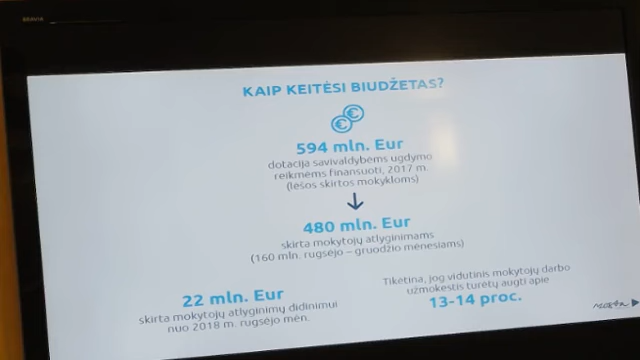 BRAVIA
KAIP KEITĖSI BIUDŽETAS?
594 mln. Eur
dotacija savivaldybėms ugdymo
reikmėms finansuoti, 2017 m.
(lėšos skirtos mokykloms)
480 mln. Eur
skirta mokytojų atlyginimams
(160 mln. rugsėjo – gruodžio mėnesiams)
22 mln. Eur
skirta mokytojų atlyginimų didinimui
nuo 2018 m. rugsėjo mėn.
Tikėtina, jog vidutinis mokytojų darbo
užmokestis turėtų augti apie
13-14 proc.